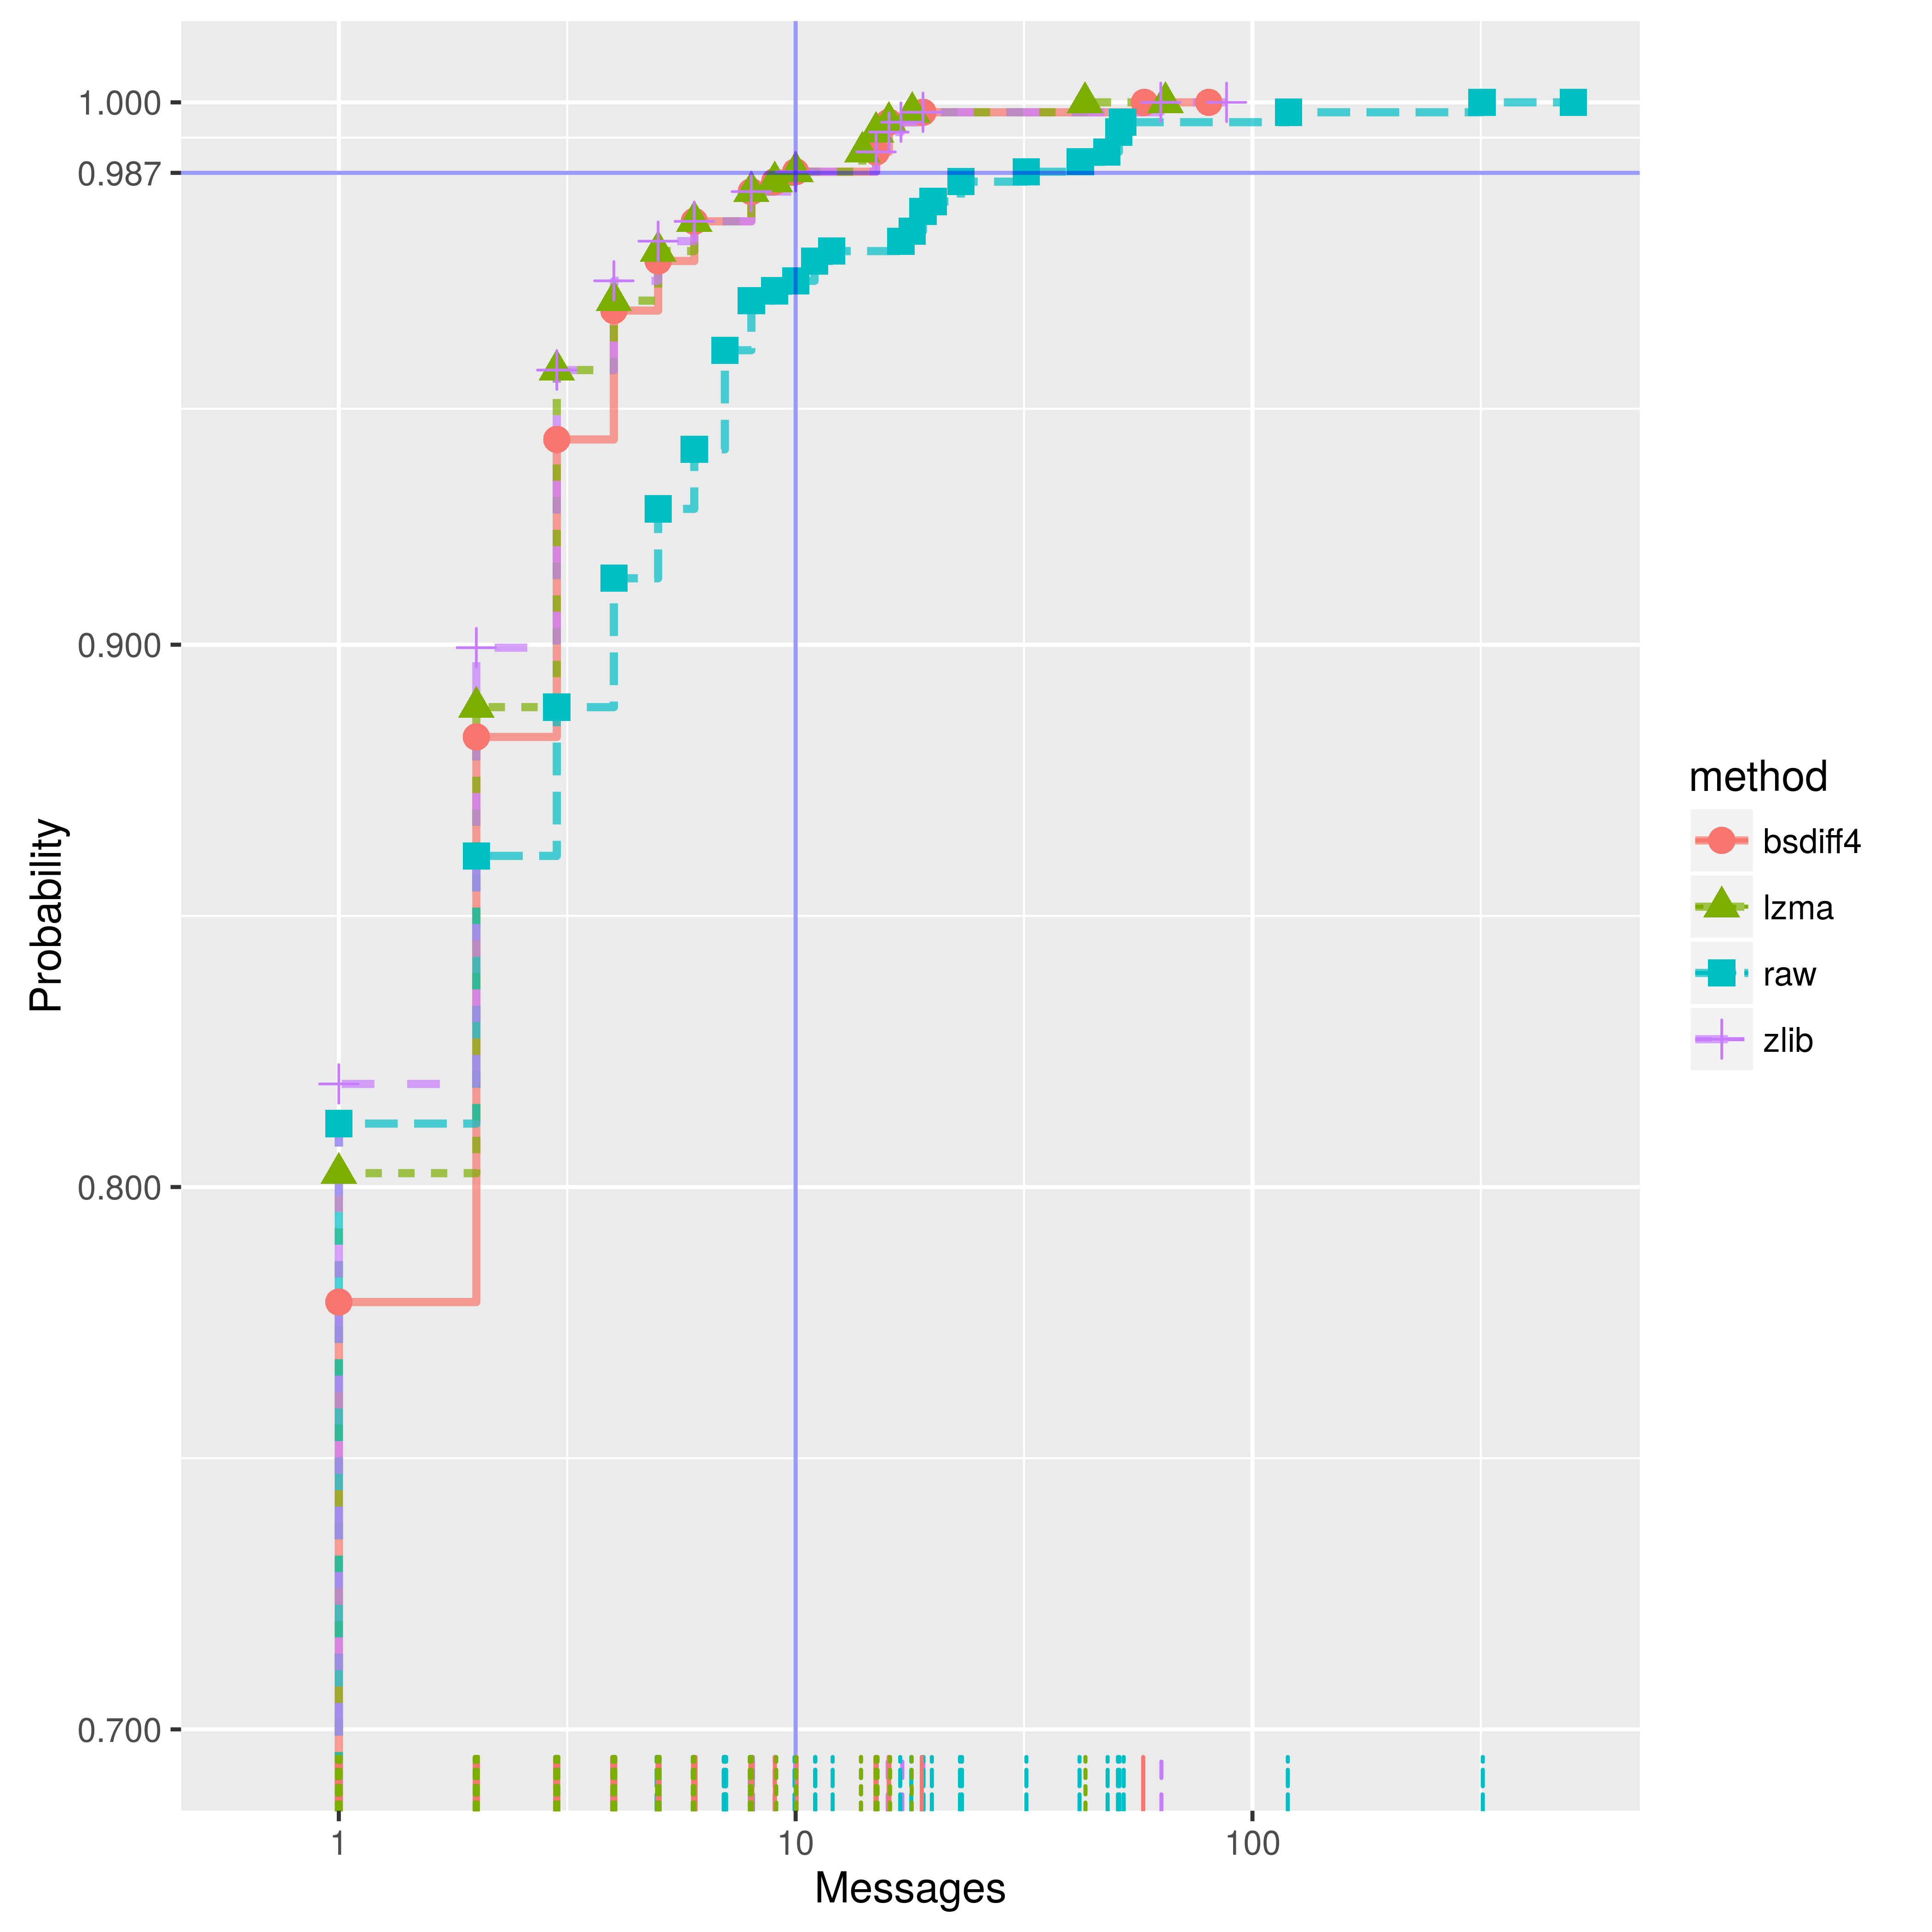 1.000
0.987
0.900
0.800
0.700
Probability
1
10
100
Messages
method
bsdiff4
lzma
raw
zlib